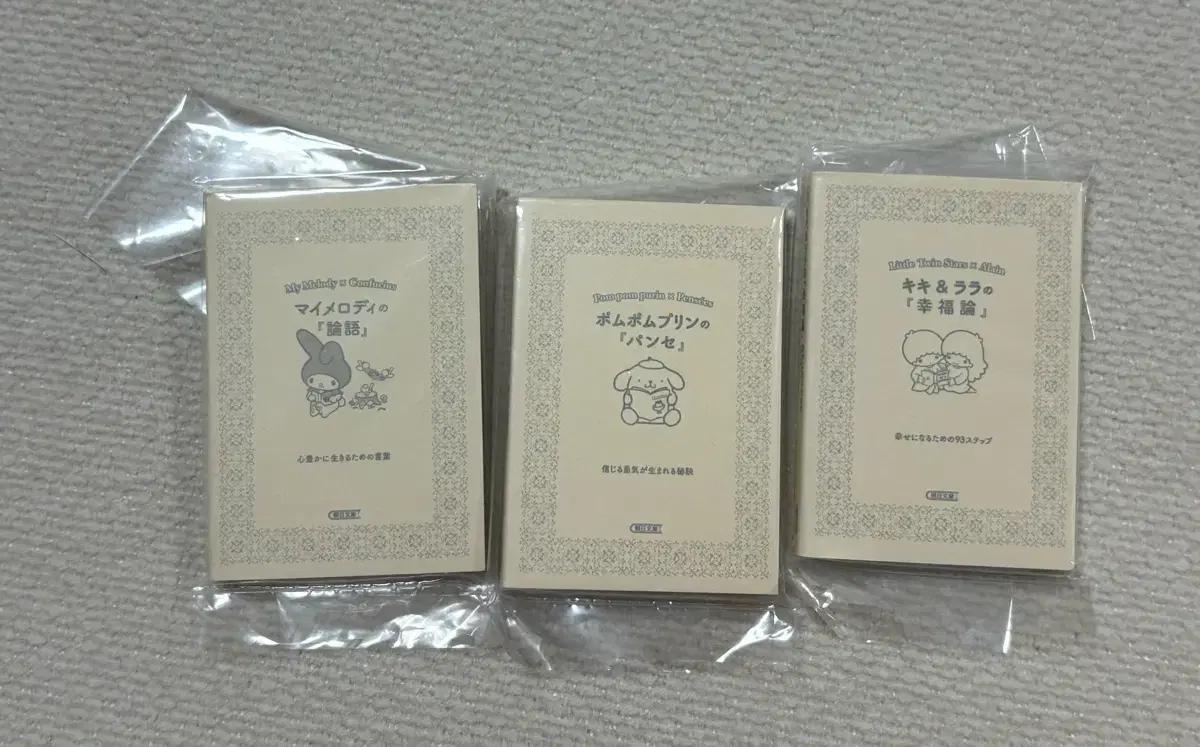 My Melody × Confucius
マイメロディの
『論語』
心豊かに生きるための言葉
朝日文庫
Pom pom purin × Pensées
ポムポムプリンの
『パンセ』
信じる勇気が生まれる秘訣
朝日文庫
Little Twin Stars × Alain
キキ&ララの
『幸福論』
幸せになるための93ステップ
朝日文庫